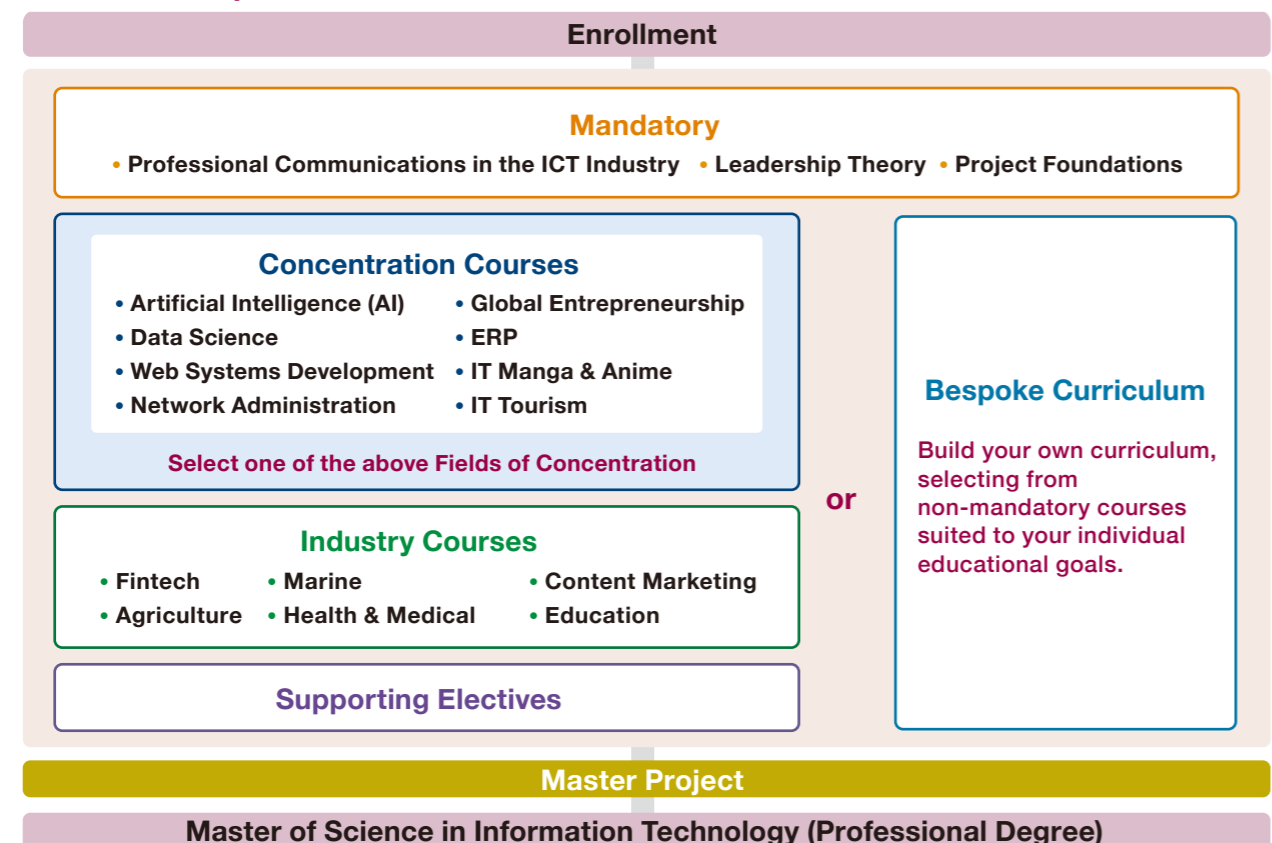 Enrollment
Mandatory
• Professional Communications in the ICT Industry • Leadership Theory • Project Foundations
Concentration Courses
• Artificial Intelligence (AI)
• Data Science
• Web Systems Development
• Network Administration
• Global Entrepreneurship
• ERP
• IT Manga & Anime
• IT Tourism
Select one of the above Fields of Concentration
Industry Courses
• Fintech • Marine • Content Marketing
• Agriculture • Health & Medical • Education
Supporting Electives
or
Bespoke Curriculum
Build your own curriculum,
selecting from
non-mandatory courses
suited to your individual
educational goals.
Master Project
Master of Science in Information Technology (Professional Degree)